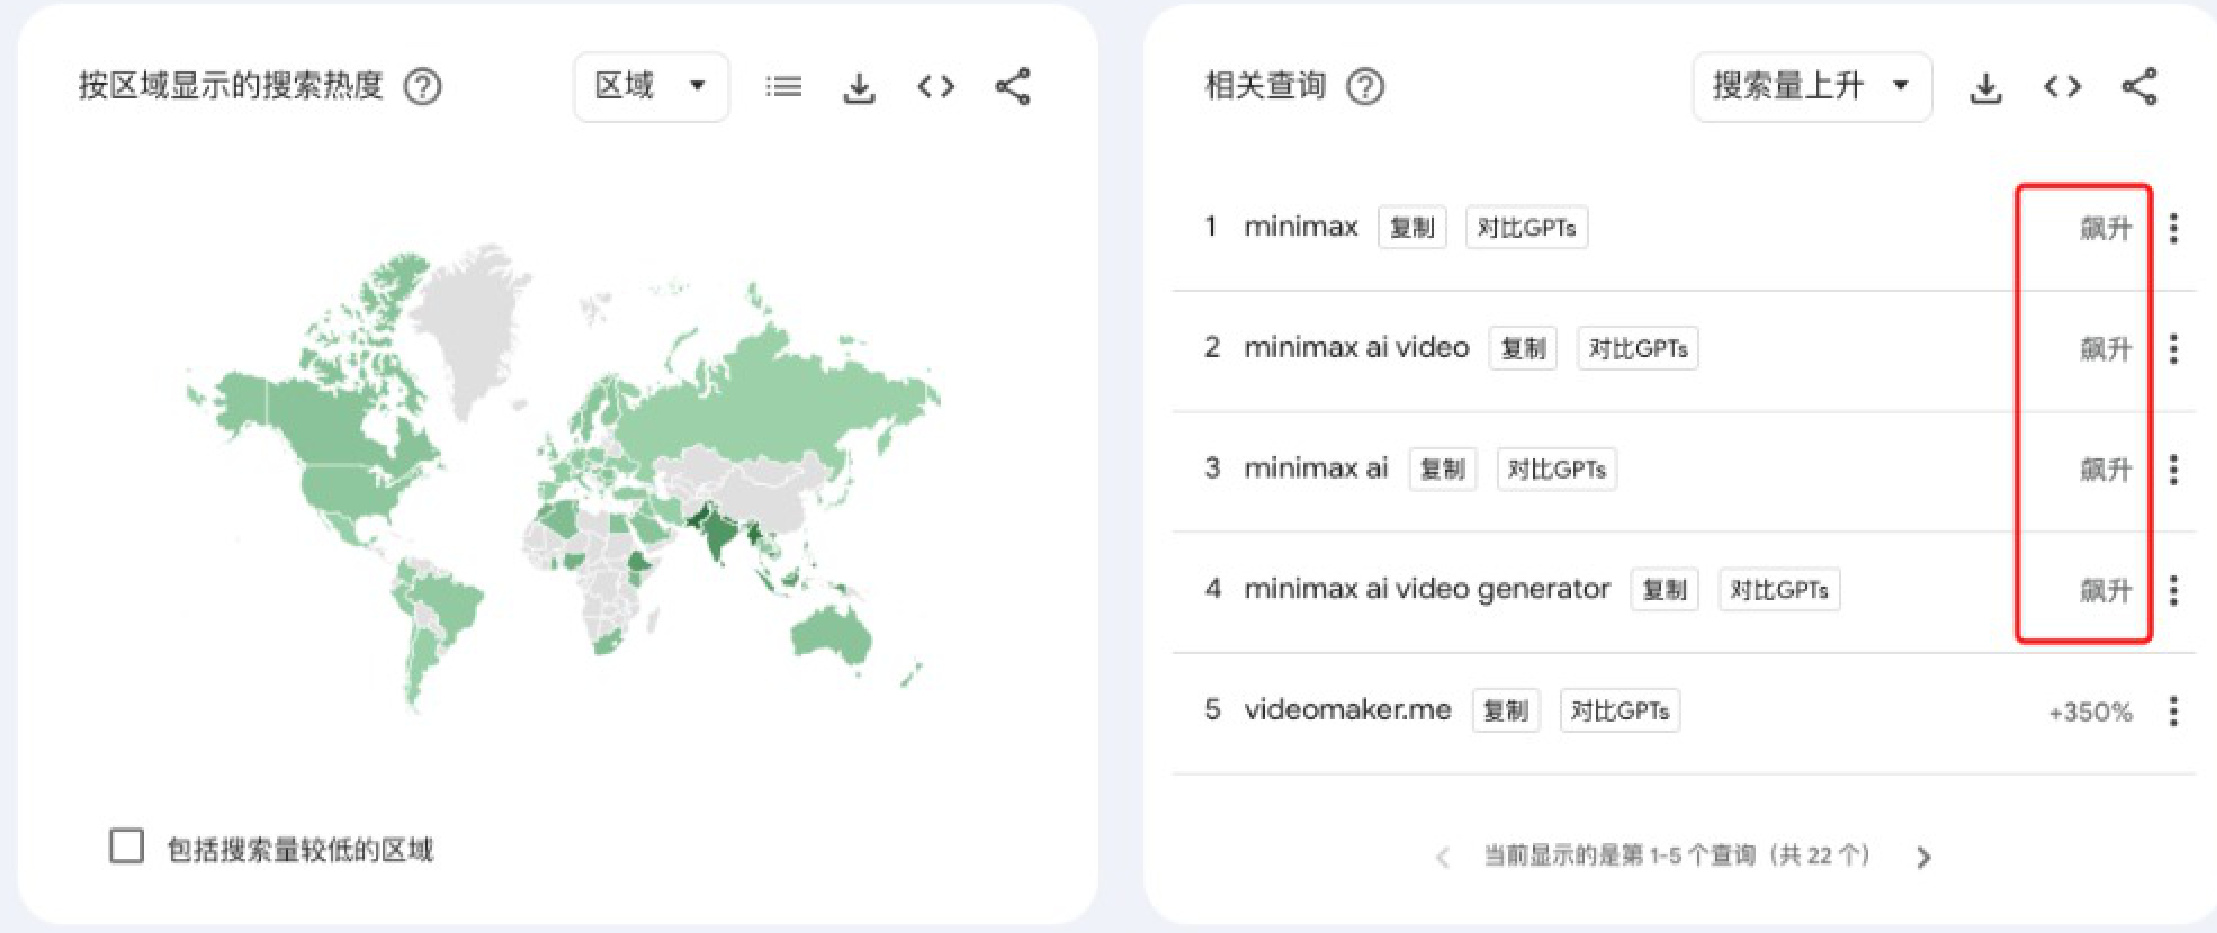 按区域显示的搜索热度
区域
相关查询
搜索量上升
1 minimax 复制 对比GPTs 飙升
2 minimax ai video 复制 对比GPTs 飙升
3 minimax ai 复制 对比GPTs 飙升
4 minimax ai video generator 复制 对比GPTs 飙升
5 videomaker.me 复制 对比GPTs +350%
包括搜索量较低的区域
当前显示的是第 1-5 个查询（共 22 个）